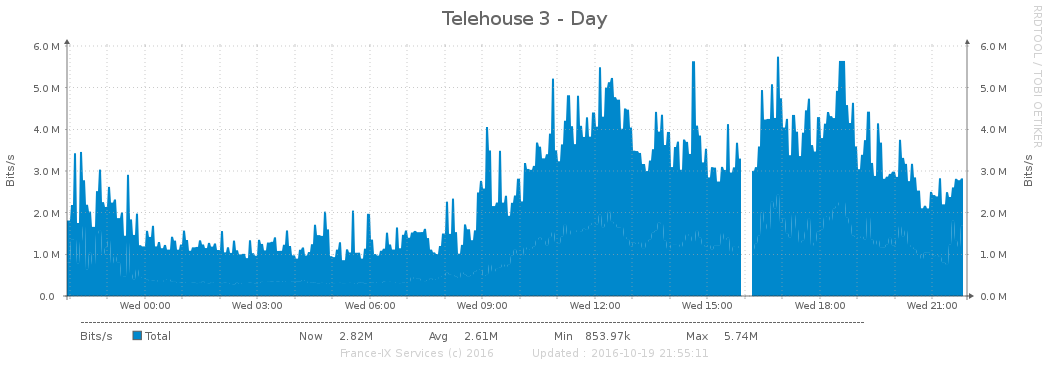 Telehouse 3 - Day
RRDTOOL / TOBI OETIKER
Bits/s
6.0 M
5.0 M
4.0 M
3.0 M
2.0 M
1.0 M
0.0
6.0 M
5.0 M
4.0 M
3.0 M
2.0 M
1.0 M
0.0 M
Bits/s
Wed 00:00 Wed 03:00 Wed 06:00 Wed 09:00 Wed 12:00 Wed 15:00 Wed 18:00 Wed 21:00
Bits/s Total Now 2.82M Avg 2.61M Min 853.97k Max 5.74M
France-IX Services (c) 2016 Updated : 2016-10-19 21:55:11